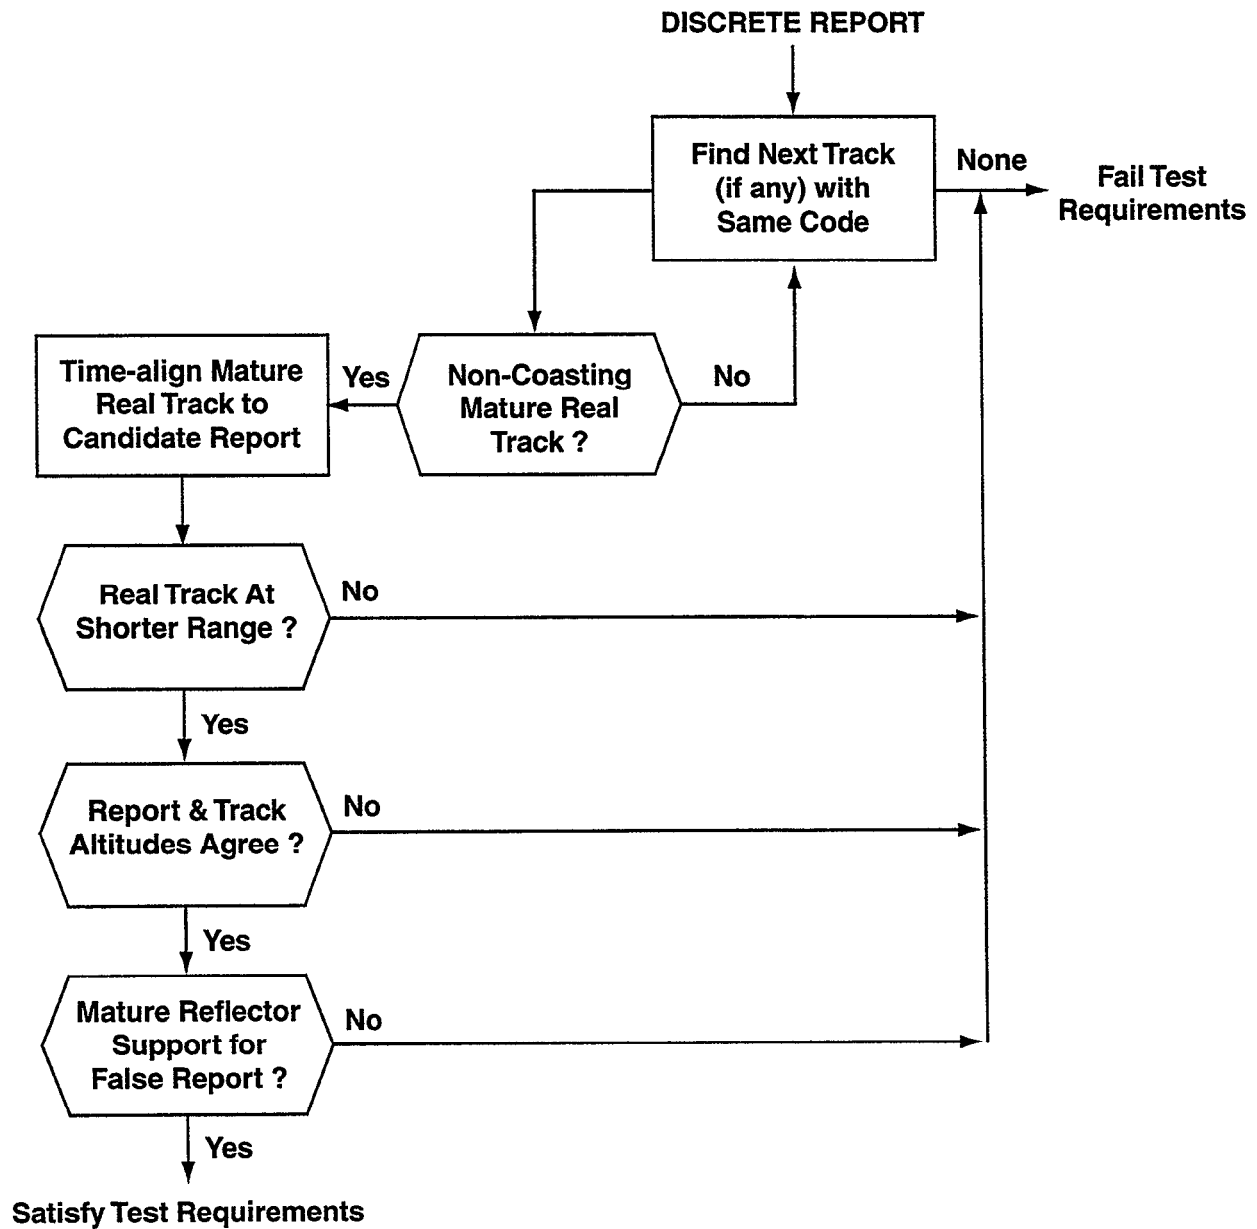 DISCRETE REPORT
Find Next Track
(if any) with
Same Code
None
Fail Test
Requirements
Time-align Mature
Real Track to
Candidate Report
Yes
Non-Coasting
Mature Real
Track ?
No
Real Track At
Shorter Range ?
No
Yes
Report & Track
Altitudes Agree ?
No
Yes
Mature Reflector
Support for
False Report ?
No
Yes
Satisfy Test Requirements